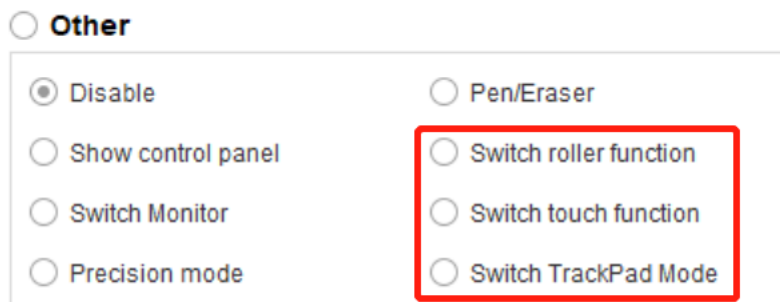 Other
Disable
Pen/Eraser
Show control panel
Switch roller function
Switch Monitor
Switch touch function
Precision mode
Switch TrackPad Mode